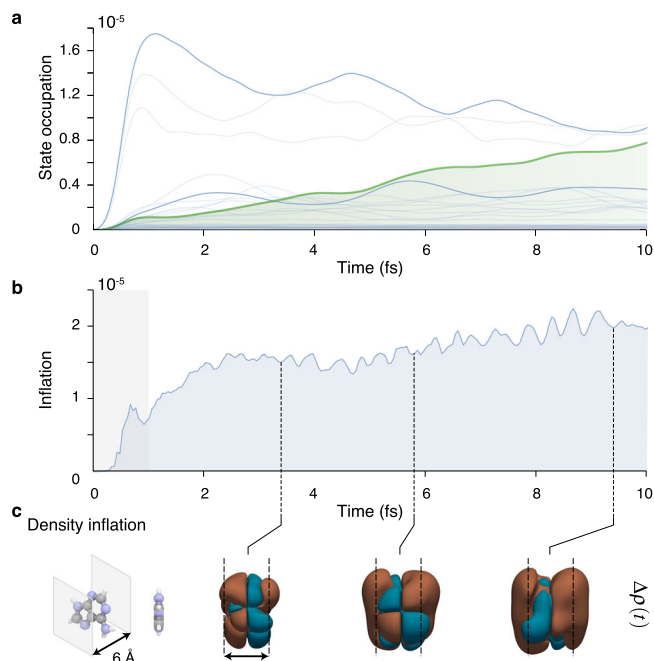 a
10⁻⁵
1.6
1.2
0.8
0.4
0
State occupation
0 2 4 6 8 10
Time (fs)
b
10⁻⁵
2
1
0
Inflation
0 2 4 6 8 10
Time (fs)
c
Density inflation
6 Å
Δρ(t)